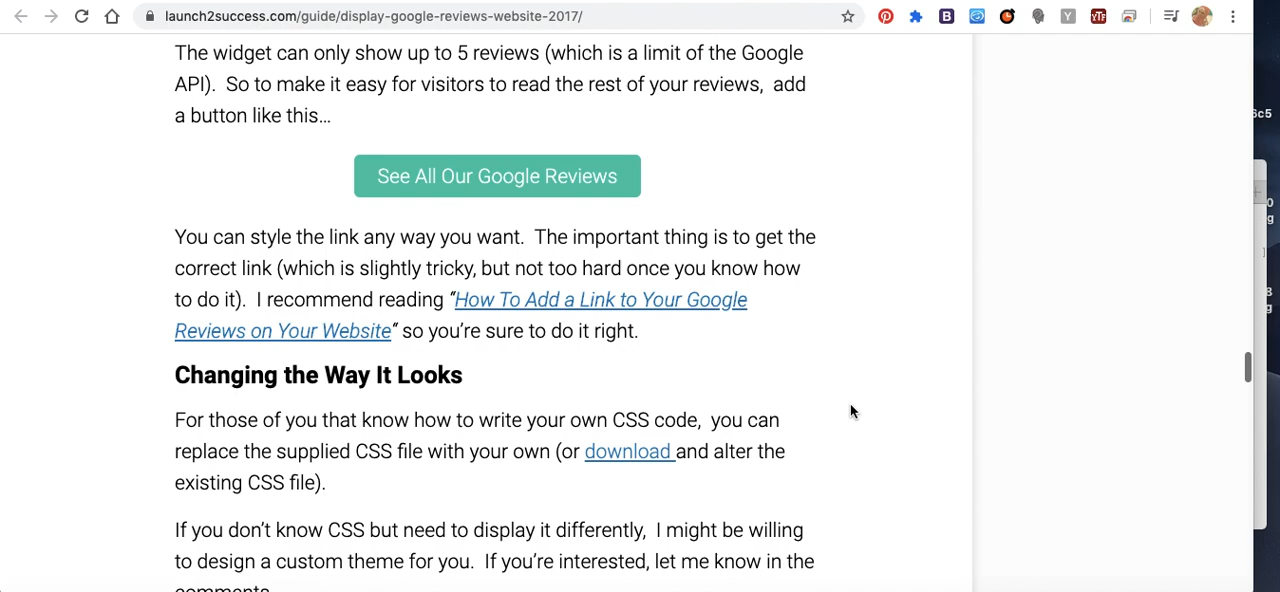 launch2success.com/guide/display-google-reviews-website-2017/
The widget can only show up to 5 reviews (which is a limit of the Google
API).  So to make it easy for visitors to read the rest of your reviews,  add
a button like this…
See All Our Google Reviews
You can style the link any way you want.  The important thing is to get the
correct link (which is slightly tricky, but not too hard once you know how
to do it).  I recommend reading “How To Add a Link to Your Google
Reviews on Your Website” so you’re sure to do it right.
Changing the Way It Looks
For those of you that know how to write your own CSS code,  you can
replace the supplied CSS file with your own (or download and alter the
existing CSS file).
If you don’t know CSS but need to display it differently,  I might be willing
to design a custom theme for you.  If you’re interested, let me know in the
comments